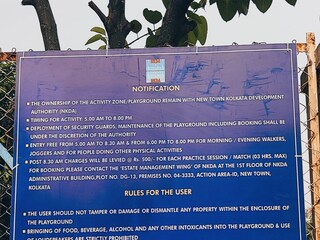 NOTIFICATION
• THE OWNERSHIP OF THE ACTIVITY ZONE/PLAYGROUND REMAIN WITH NEW TOWN KOLKATA DEVELOPMENT
AUTHORITY (NKDA)
• TIMING FOR ACTIVITY: 5.00 AM TO 8.00 PM
• DEPLOYMENT OF SECURITY GUARDS, MAINTENANCE OF THE PLAYGROUND INCLUDING BOOKING SHALL BE
UNDER THE DISCRETION OF THE AUTHORITY
• ENTRY FREE FROM 5.00 AM TO 8.30 AM & FROM 6.00 PM TO 8.00 PM FOR MORNING / EVENING WALKERS,
JOGGERS AND FOR PEOPLE DOING OTHER PHYSICAL ACTIVITIES
• POST 8.30 AM CHARGES WILL BE LEVIED @ Rs. 500/- FOR EACH PRACTICE SESSION / MATCH (03 HRS. MAX)
FOR BOOKING PLEASE CONTACT THE 'ESTATE MANAGEMENT WING' OF NKDA AT THE 1ST FLOOR OF NKDA
ADMINISTRATIVE BUILDING,PLOT NO. DG-13, PREMISES NO. 04-3333, ACTION AREA-ID, NEW TOWN,
KOLKATA
RULES FOR THE USER
• THE USER SHOULD NOT TAMPER OR DAMAGE OR DISMANTLE ANY PROPERTY WITHIN THE ENCLOSURE OF
THE PLAYGROUND
• BRINGING OF FOOD, BEVERAGE, ALCOHOL AND ANY OTHER INTOXICANTS INTO THE PLAYGROUND &
OF LOUDSPEAKERS ARE STRICTLY PROHIBITED